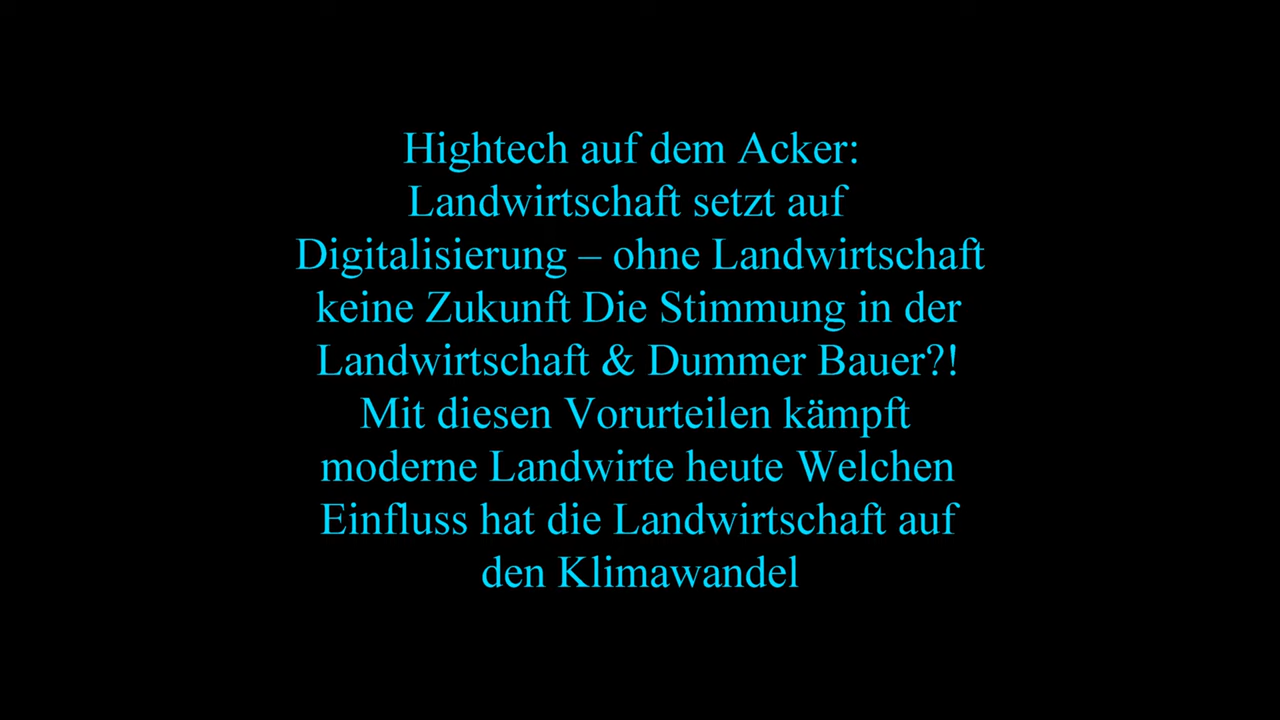 Hightech auf dem Acker:
Landwirtschaft setzt auf
Digitalisierung – ohne Landwirtschaft
keine Zukunft Die Stimmung in der
Landwirtschaft & Dummer Bauer?!
Mit diesen Vorurteilen kämpft
moderne Landwirte heute Welchen
Einfluss hat die Landwirtschaft auf
den Klimawandel